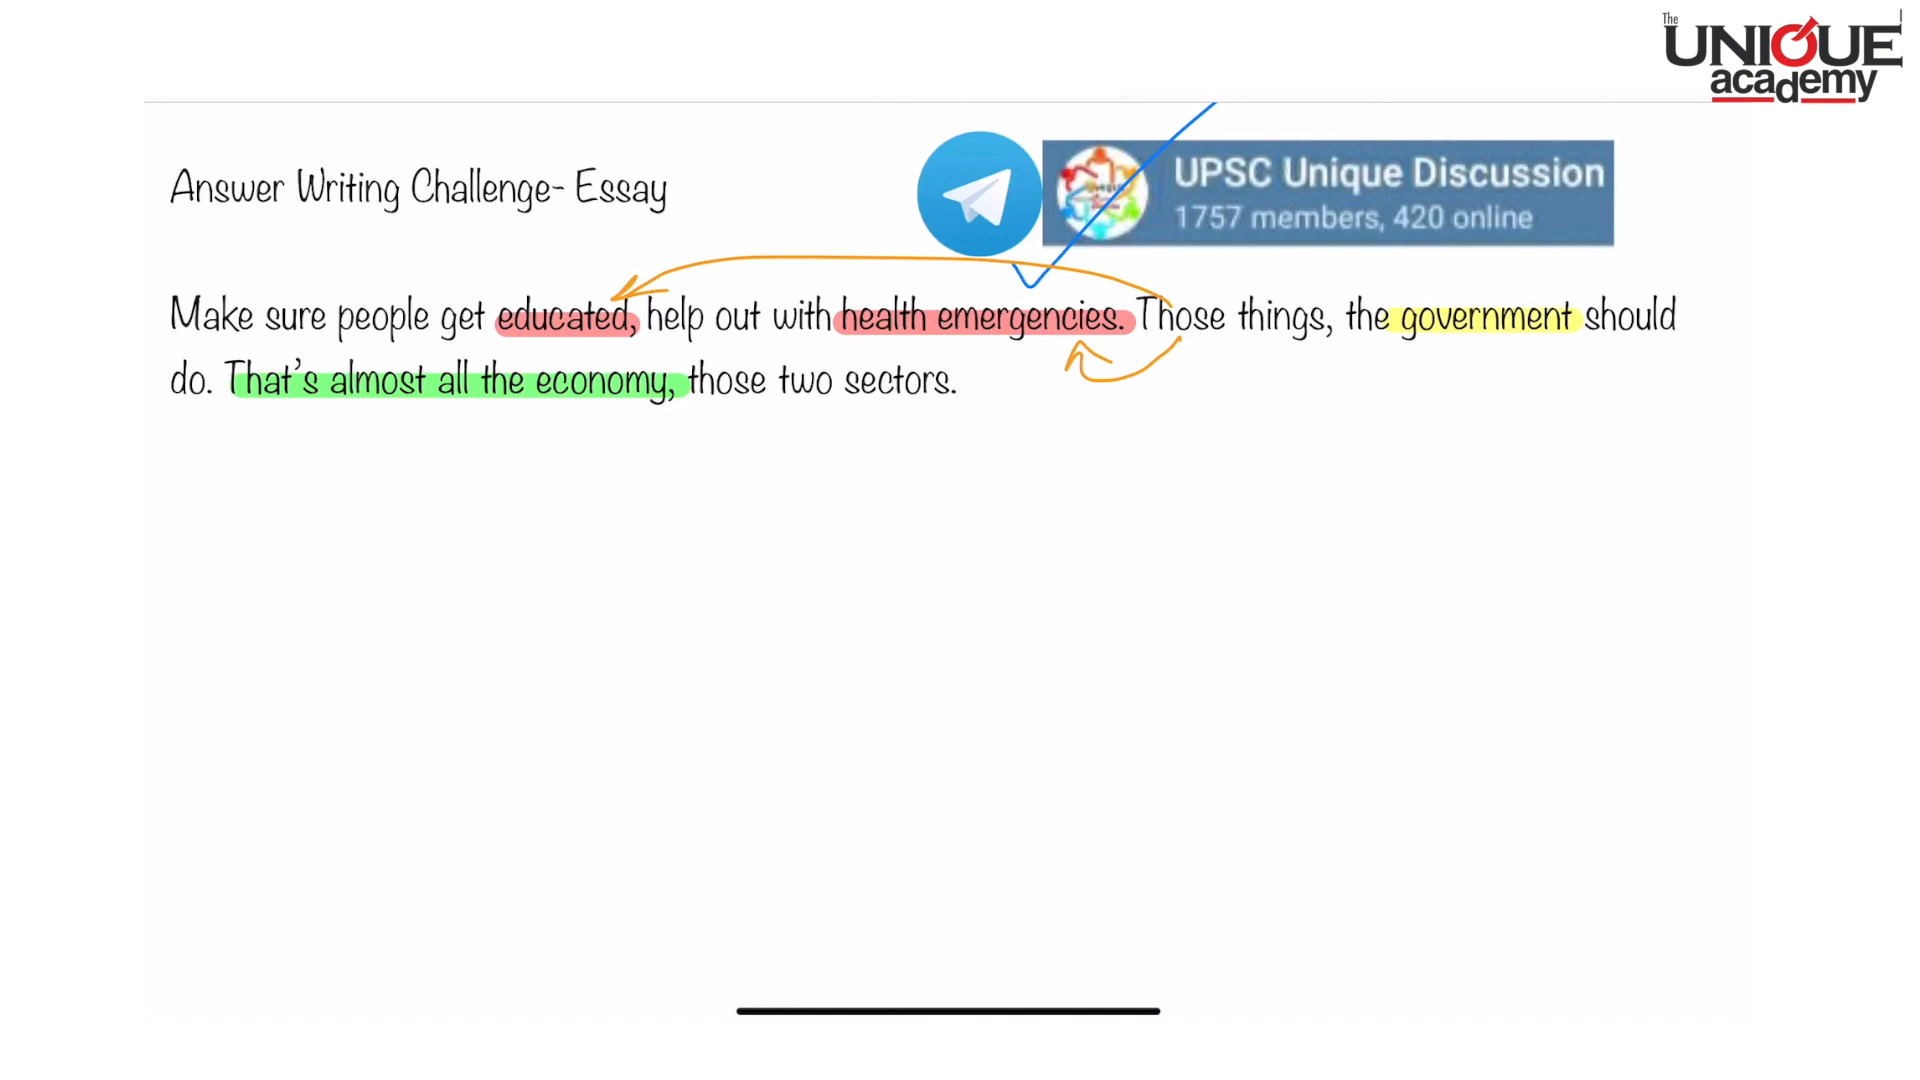 The
UNIQUE
academy
Answer Writing Challenge- Essay
UPSC Unique Discussion
1757 members, 420 online
Make sure people get educated, help out with health emergencies. Those things, the government should
do. That's almost all the economy, those two sectors.